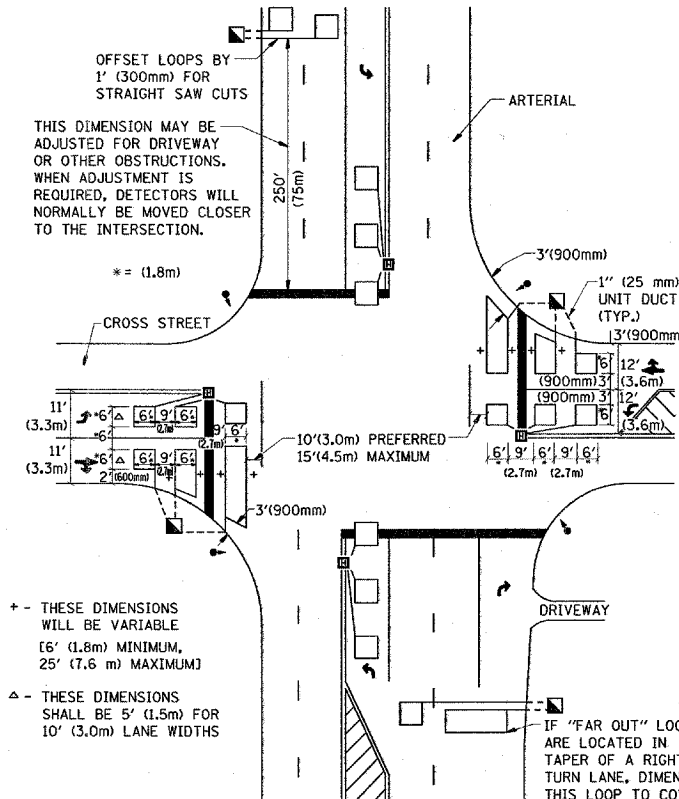 OFFSET LOOPS BY
1' (300mm) FOR
STRAIGHT SAW CUTS
ARTERIAL
THIS DIMENSION MAY BE
ADJUSTED FOR DRIVEWAY
OR OTHER OBSTRUCTIONS.
WHEN ADJUSTMENT IS
REQUIRED, DETECTORS WILL
NORMALLY BE MOVED CLOSER
TO THE INTERSECTION.
250'
(75m)
* = (1.8m)
3'(900mm)
1" (25 mm)
UNIT DUCT
(TYP.)
CROSS STREET
3'(900mm
*6'
12'
(3.6m)
(900mm) 3'
(900mm) 3'
*6'
12'
(3.6m)
11'
(3.3m)
*6'
△
6' 9' 6'
(2.7m)
*6'
9' 6'
(2.7m) *
11'
(3.3m)
*6'
△
6' 9' 6'
(2.7m)
2' (600mm)
10'(3.0m) PREFERRED
15'(4.5m) MAXIMUM
6' 9' 6' 9' 6'
* (2.7m) * (2.7m) *
3'(900mm)
+ - THESE DIMENSIONS
WILL BE VARIABLE
[6' (1.8m) MINIMUM,
25' (7.6 m) MAXIMUM]
△ - THESE DIMENSIONS
SHALL BE 5' (1.5m) FOR
10' (3.0m) LANE WIDTHS
DRIVEWAY
IF "FAR OUT" LOO
ARE LOCATED IN
TAPER OF A RIGHT
TURN LANE, DIMEN
THIS LOOP TO COV